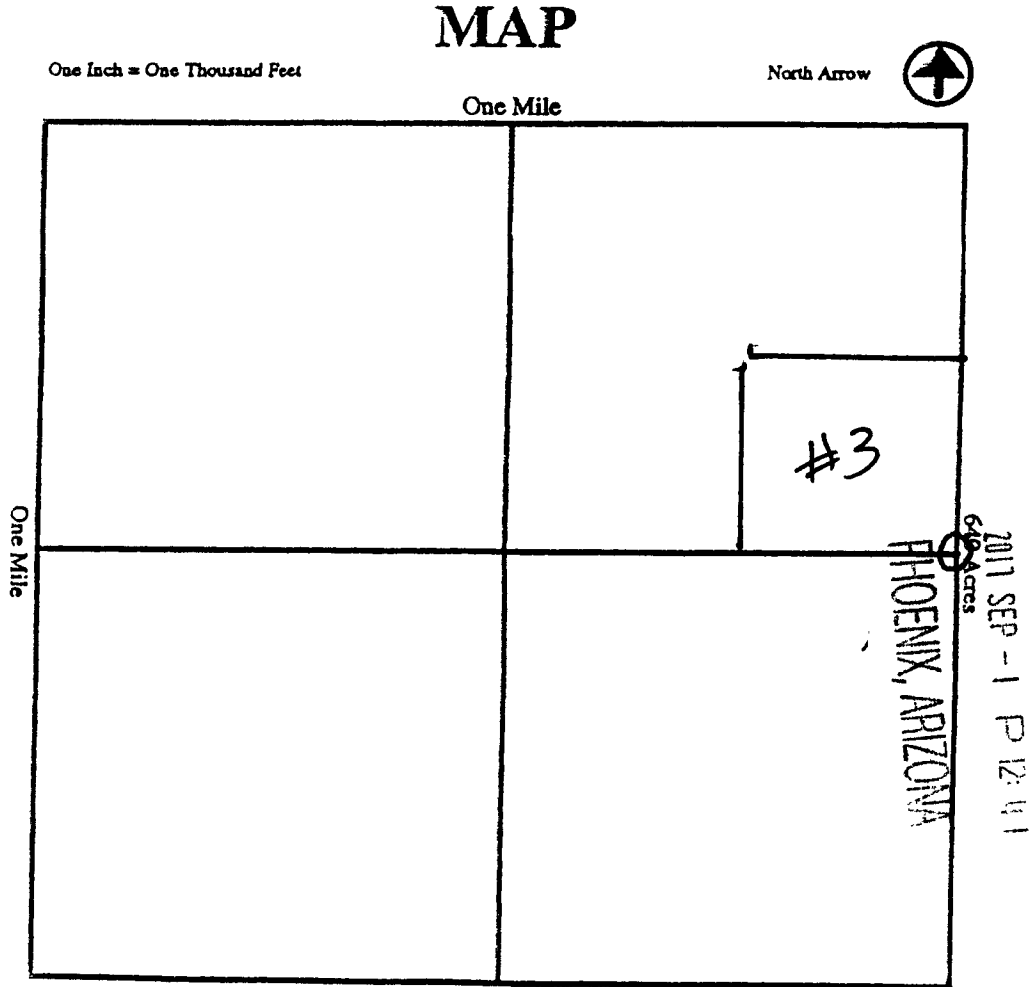 MAP
One Inch = One Thousand Feet
North Arrow
One Mile
#3
One Mile
640 Acres
2017 SEP -1 P 12:41
PHOENIX, ARIZONA